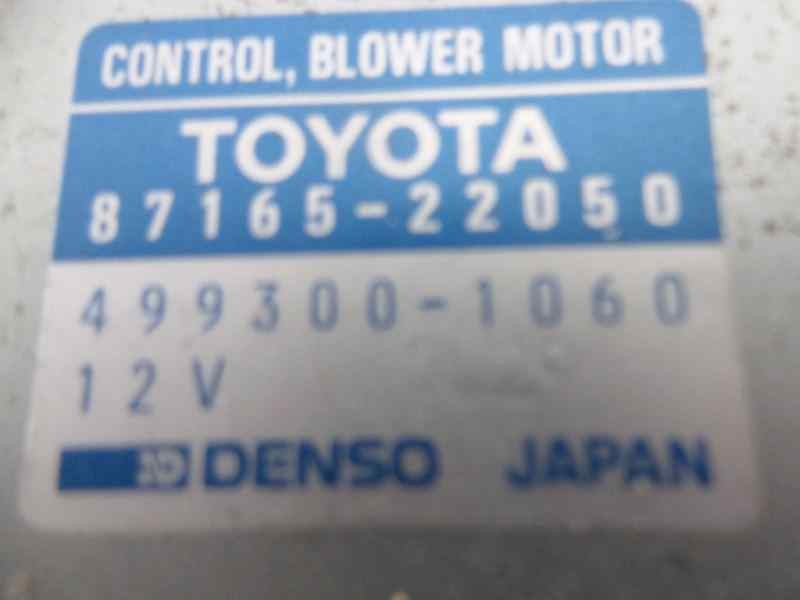 CONTROL, BLOWER MOTOR
TOYOTA
87165-22050
499300-1060
12V
DENSO JAPAN